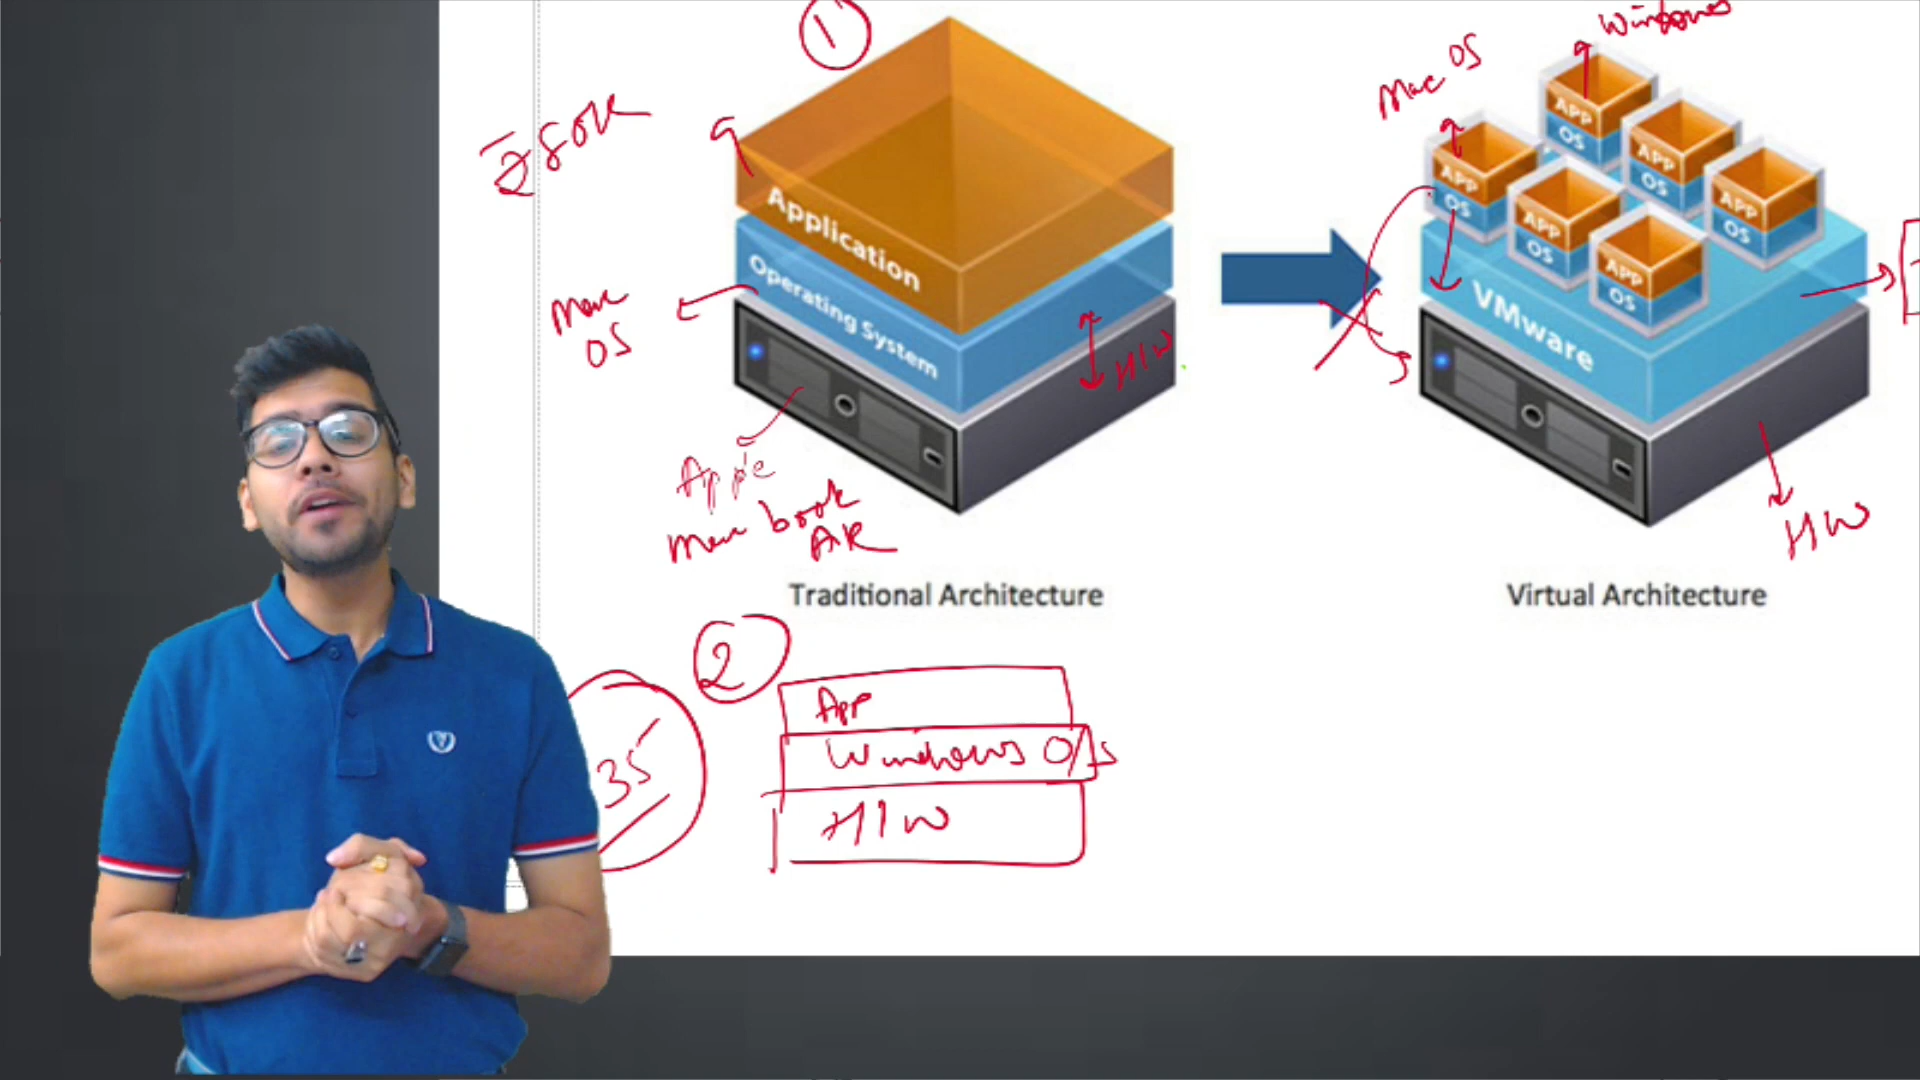 1
Windows
Mac OS
₹80K
Application
Operating System
Mac
OS
H/W
Apple
Mac book
AIR
Traditional Architecture
APP
OS
APP
OS
APP
OS
APP
OS
APP
OS
APP
OS
VMware
H/W
Virtual Architecture
2
App
Windows O/S
H/W
35